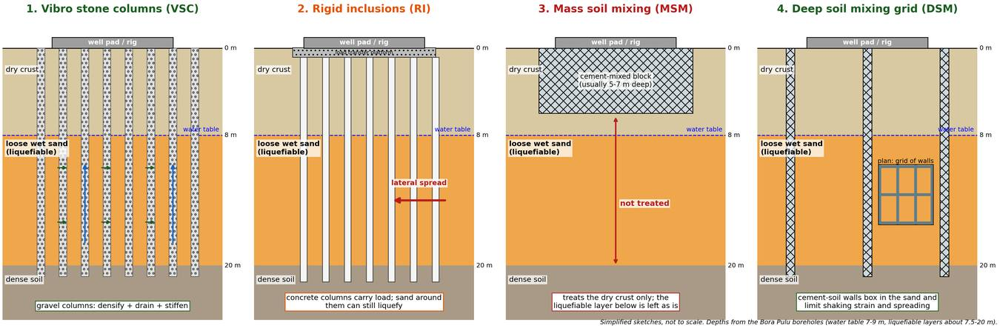 1. Vibro stone columns (VSC)
well pad / rig
0 m
dry crust
water table
8 m
loose wet sand
(liquefiable)
20 m
dense soil
gravel columns: densify + drain + stiffen
2. Rigid inclusions (RI)
well pad / rig
load transfer platform
0 m
dry crust
water table
8 m
loose wet sand
(liquefiable)
lateral spread
20 m
dense soil
concrete columns carry load; sand around
them can still liquefy
3. Mass soil mixing (MSM)
well pad / rig
0 m
dry crust
cement-mixed block
(usually 5-7 m deep)
water table
8 m
loose wet sand
(liquefiable)
not treated
20 m
dense soil
treats the dry crust only; the
liquefiable layer below is left as is
4. Deep soil mixing grid (DSM)
well pad / rig
0 m
dry crust
water table
8 m
loose wet sand
(liquefiable)
plan: grid of walls
20 m
dense soil
cement-soil walls box in the sand and
limit shaking strain and spreading
Simplified sketches, not to scale. Depths from the Bora Pulu boreholes (water table 7-9 m, liquefiable layers about 7.5-20 m).